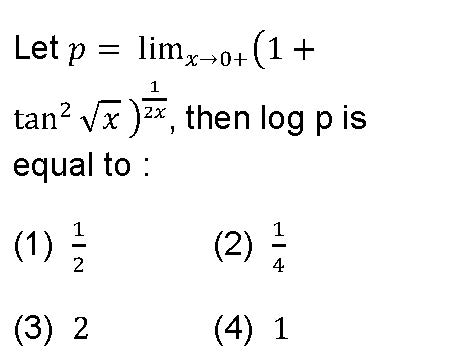 Let p = lim x→0+ (1 +
tan² √x )^(1/2x), then log p is
equal to :
(1) 1/2 (2) 1/4
(3) 2 (4) 1